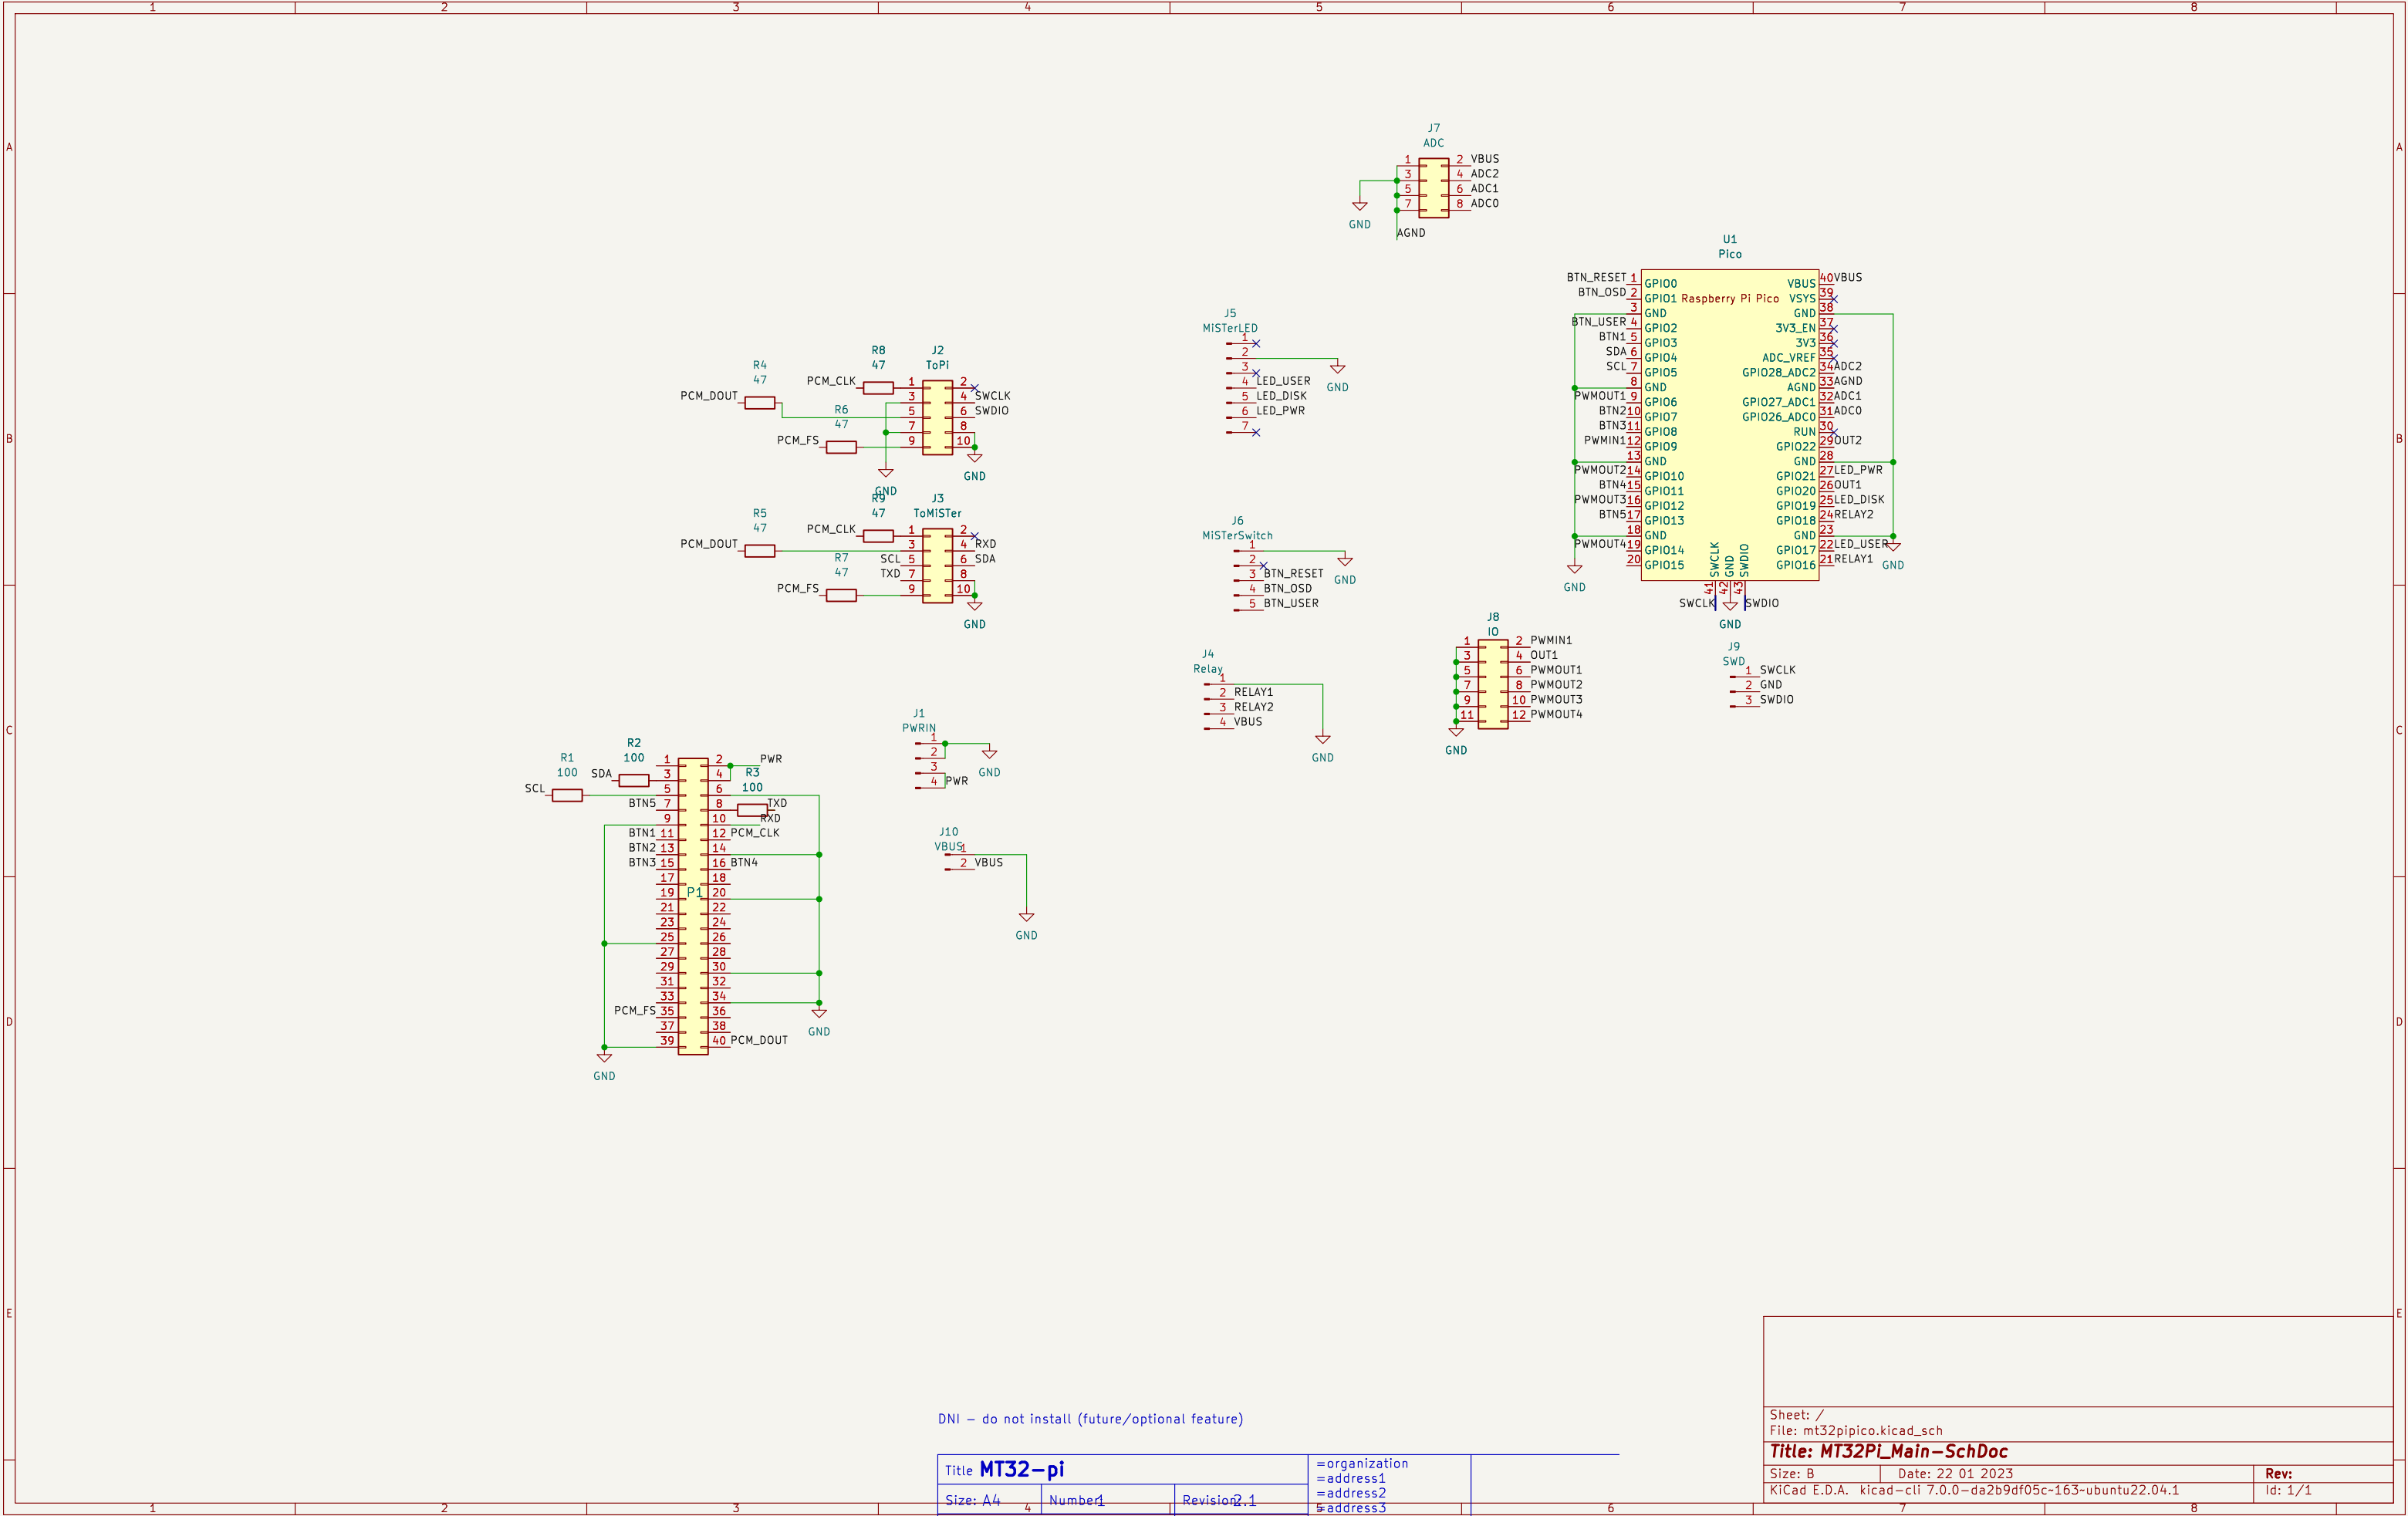 1 2 3 4 5 6 7 8
A
B
C
D
E
A
B
C
D
E
J7
ADC
1 2 VBUS
3 4 ADC2
5 6 ADC1
7 8 ADC0
GND
AGND
U1
Pico
Raspberry Pi Pico
BTN_RESET 1 GPIO0
BTN_OSD 2 GPIO1
3 GND
BTN_USER 4 GPIO2
BTN1 5 GPIO3
SDA 6 GPIO4
SCL 7 GPIO5
8 GND
PWMOUT1 9 GPIO6
BTN2 10 GPIO7
BTN3 11 GPIO8
PWMIN1 12 GPIO9
13 GND
PWMOUT2 14 GPIO10
BTN4 15 GPIO11
PWMOUT3 16 GPIO12
BTN5 17 GPIO13
18 GND
PWMOUT4 19 GPIO14
20 GPIO15
VBUS 40 VBUS
VSYS 39
GND 38
3V3_EN 37
3V3 36
ADC_VREF 35
GPIO28_ADC2 34 ADC2
AGND 33 AGND
GPIO27_ADC1 32 ADC1
GPIO26_ADC0 31 ADC0
RUN 30
GPIO22 29 OUT2
GND 28
GPIO21 27 LED_PWR
GPIO20 26 OUT1
GPIO19 25 LED_DISK
GPIO18 24 RELAY2
GND 23
GPIO17 22 LED_USER
GPIO16 21 RELAY1
SWCLK GND SWDIO
41 42 43
SWCLK SWDIO
GND
GND
GND
J5
MiSTerLED
1
2
3
4 LED_USER
5 LED_DISK
6 LED_PWR
7
GND
R4
47
PCM_DOUT
R8
47
PCM_CLK
R6
47
PCM_FS
J2
ToPi
1 2
3 4 SWCLK
5 6 SWDIO
7 8
9 10
GND
GND
R5
47
PCM_DOUT
R9
47
PCM_CLK
R7
47
PCM_FS
J3
ToMiSTer
1 2
3 4 RXD
SCL 5 6 SDA
TXD 7 8
9 10
GND
J6
MiSTerSwitch
1
2
3 BTN_RESET
4 BTN_OSD
5 BTN_USER
GND
J8
IO
1 2 PWMIN1
3 4 OUT1
5 6 PWMOUT1
7 8 PWMOUT2
9 10 PWMOUT3
11 12 PWMOUT4
GND
J9
SWD
1 SWCLK
2 GND
3 SWDIO
J4
Relay
1
2 RELAY1
3 RELAY2
4 VBUS
GND
J1
PWRIN
1
2
3
4 PWR
GND
J10
VBUS
1
2 VBUS
GND
R1
100
SCL
R2
100
SDA
R3
100
P1
1 2 PWR
3 4
5 6
BTN5 7 8 TXD
9 10 RXD
BTN1 11 12 PCM_CLK
BTN2 13 14
BTN3 15 16 BTN4
17 18
19 20
21 22
23 24
25 26
27 28
29 30
31 32
33 34
PCM_FS 35 36
37 38
39 40 PCM_DOUT
GND
GND
DNI - do not install (future/optional feature)
Title MT32-pi
Size: A4 Number 1 Revision 2.1
=organization
=address1
=address2
=address3
Sheet: /
File: mt32pipico.kicad_sch
Title: MT32Pi_Main-SchDoc
Size: B Date: 22 01 2023 Rev:
KiCad E.D.A. kicad-cli 7.0.0-da2b9df05c~163~ubuntu22.04.1 Id: 1/1
1 2 3 4 5 6 7 8